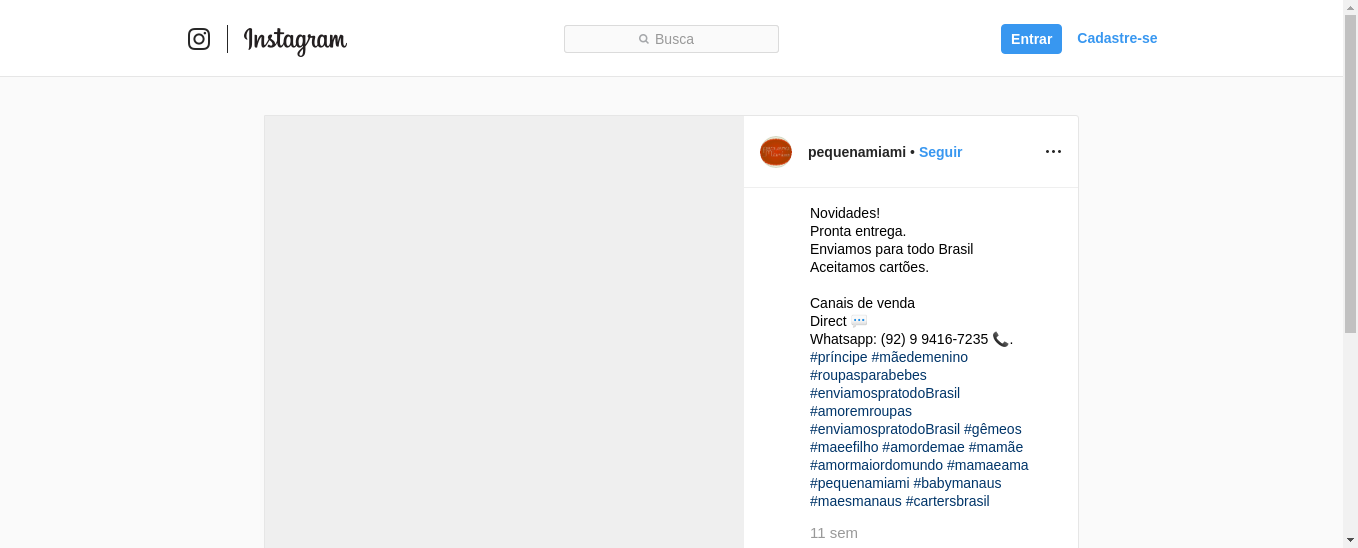 Instagram
Busca
Entrar
Cadastre-se
pequenamiami • Seguir
Novidades!
Pronta entrega.
Enviamos para todo Brasil
Aceitamos cartões.
Canais de venda
Direct 💬
Whatsapp: (92) 9 9416-7235 📞.
#príncipe #mãedemenino
#roupasparabebes
#enviamospratodoBrasil
#amoremroupas
#enviamospratodoBrasil #gêmeos
#maeefilho #amordemae #mamãe
#amormaiordomundo #mamaeama
#pequenamiami #babymanaus
#maesmanaus #cartersbrasil
11 sem